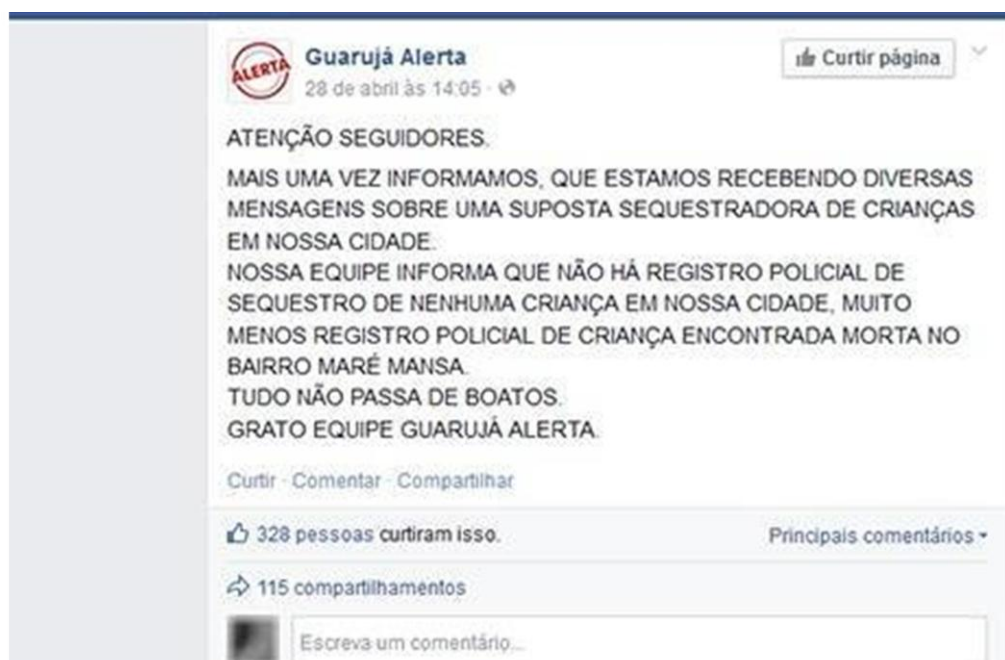 ALERTA
Guarujá Alerta
Curtir página
28 de abril às 14:05 ·
ATENÇÃO SEGUIDORES.
MAIS UMA VEZ INFORMAMOS, QUE ESTAMOS RECEBENDO DIVERSAS
MENSAGENS SOBRE UMA SUPOSTA SEQUESTRADORA DE CRIANÇAS
EM NOSSA CIDADE.
NOSSA EQUIPE INFORMA QUE NÃO HÁ REGISTRO POLICIAL DE
SEQUESTRO DE NENHUMA CRIANÇA EM NOSSA CIDADE, MUITO
MENOS REGISTRO POLICIAL DE CRIANÇA ENCONTRADA MORTA NO
BAIRRO MARÉ MANSA.
TUDO NÃO PASSA DE BOATOS.
GRATO EQUIPE GUARUJÁ ALERTA.
Curtir · Comentar · Compartilhar
328 pessoas curtiram isso.
Principais comentários
115 compartilhamentos
Escreva um comentário...